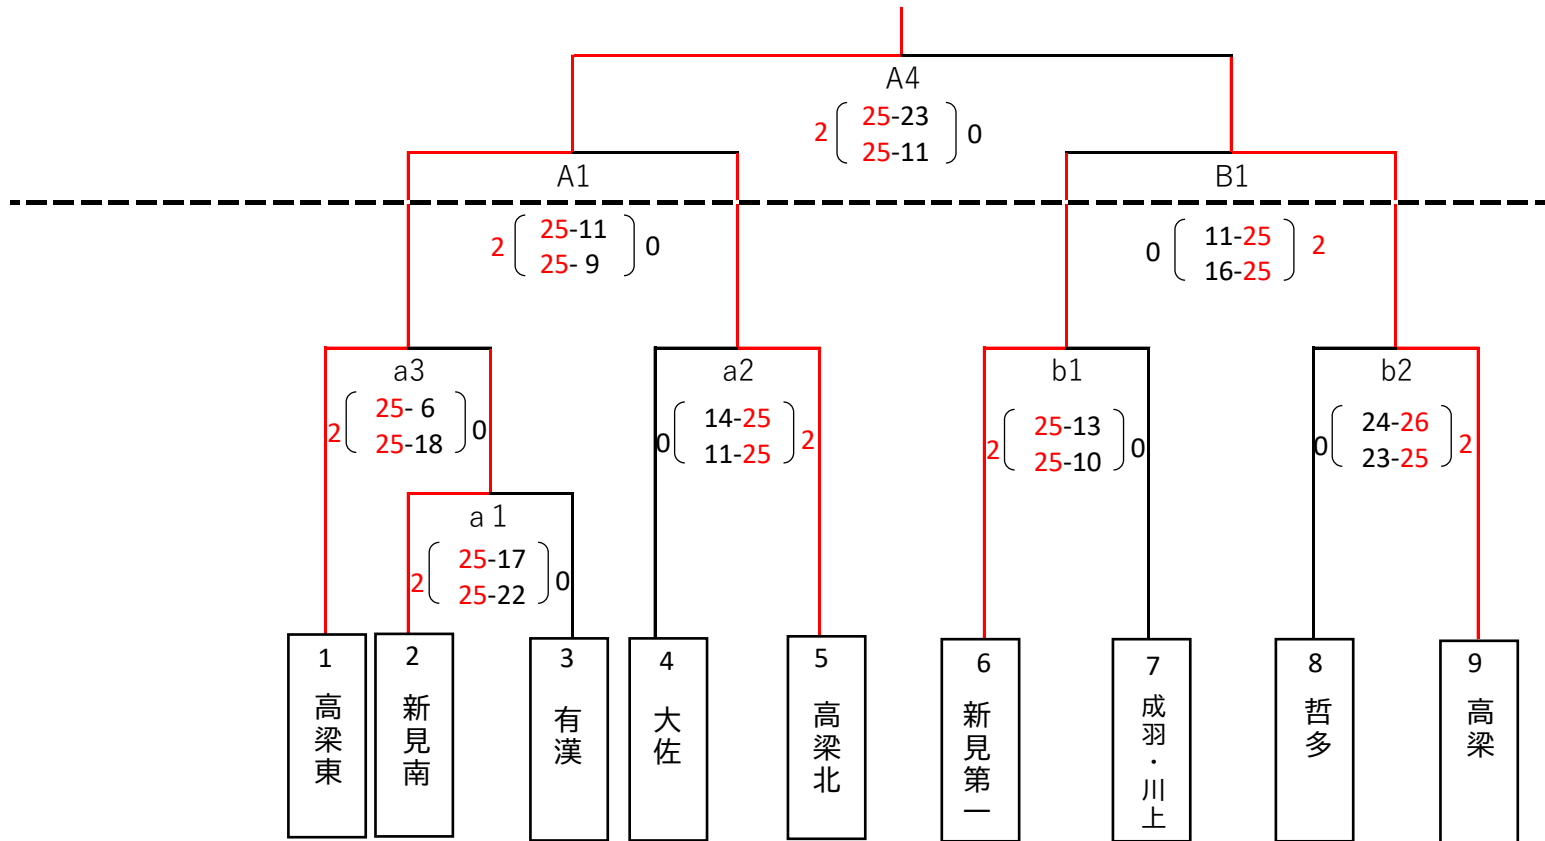 A4
2 25-23 0
25-11
A1
B1
2 25-11 0
25- 9
0 11-25 2
16-25
a3
a2
b1
b2
2 25- 6 0
25-18
0 14-25 2
11-25
2 25-13 0
25-10
0 24-26 2
23-25
a 1
2 25-17 0
25-22
1 高梁東
2 新見南
3 有漢
4 大佐
5 高梁北
6 新見第一
7 成羽・川上
8 哲多
9 高梁